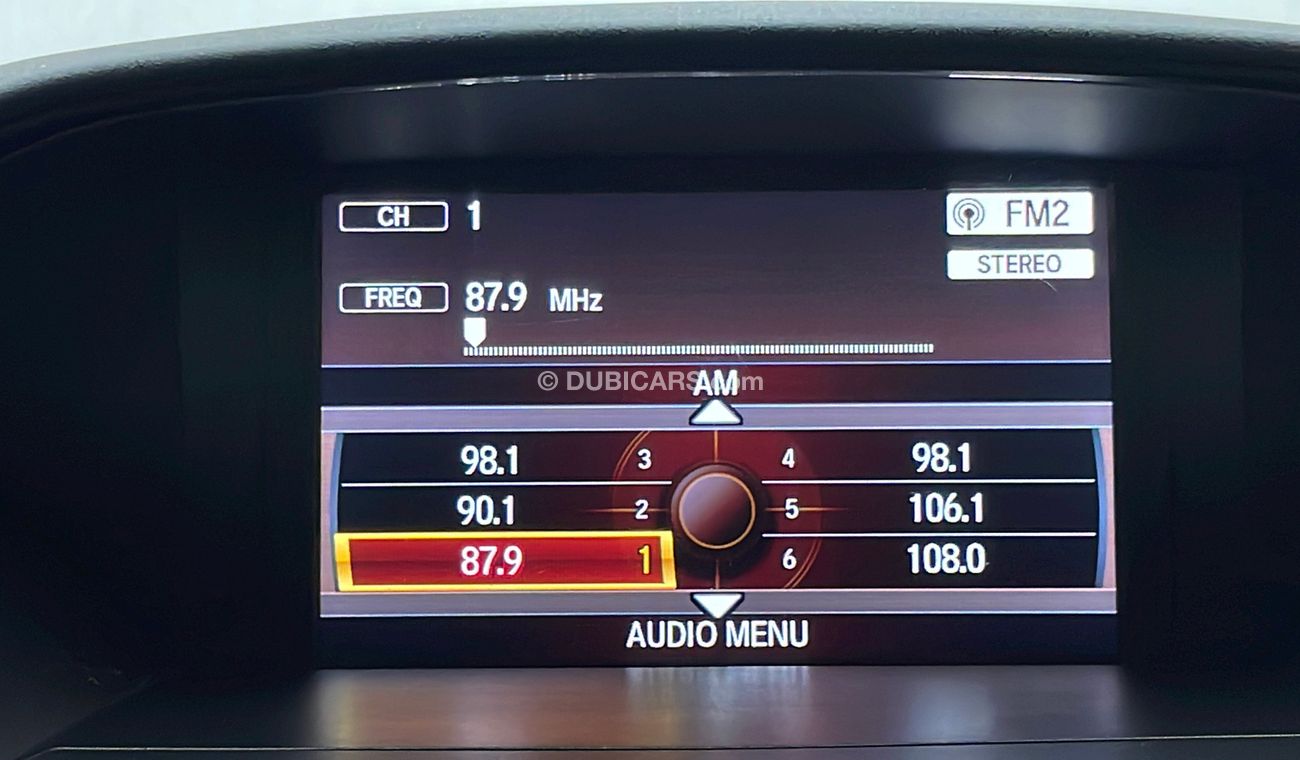 CH 1 FM2
STEREO
FREQ 87.9 MHz
AM
© DUBICARS.com
98.1 3 4 98.1
90.1 2 5 106.1
87.9 1 6 108.0
AUDIO MENU